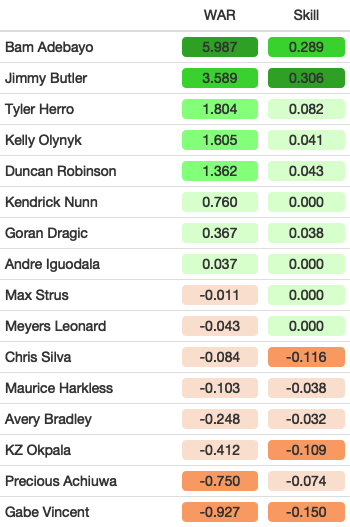 WAR Skill
Bam Adebayo 5.987 0.289
Jimmy Butler 3.589 0.306
Tyler Herro 1.804 0.082
Kelly Olynyk 1.605 0.041
Duncan Robinson 1.362 0.043
Kendrick Nunn 0.760 0.000
Goran Dragic 0.367 0.038
Andre Iguodala 0.037 0.000
Max Strus -0.011 0.000
Meyers Leonard -0.043 0.000
Chris Silva -0.084 -0.116
Maurice Harkless -0.103 -0.038
Avery Bradley -0.248 -0.032
KZ Okpala -0.412 -0.109
Precious Achiuwa -0.750 -0.074
Gabe Vincent -0.927 -0.150